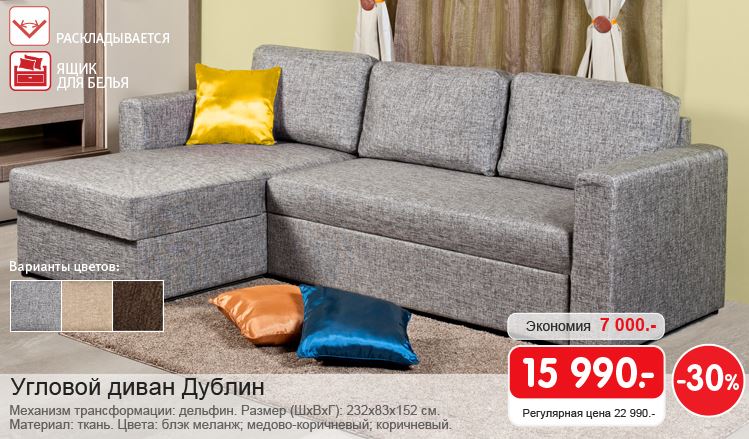 РАСКЛАДЫВАЕТСЯ
ЯЩИК
ДЛЯ БЕЛЬЯ
Варианты цветов:
Экономия 7 000.-
15 990.-
-30%
Регулярная цена 22 990.-
Угловой диван Дублин
Механизм трансформации: дельфин. Размер (ШхВхГ): 232х83х152 см.
Материал: ткань. Цвета: блэк меланж; медово-коричневый; коричневый.